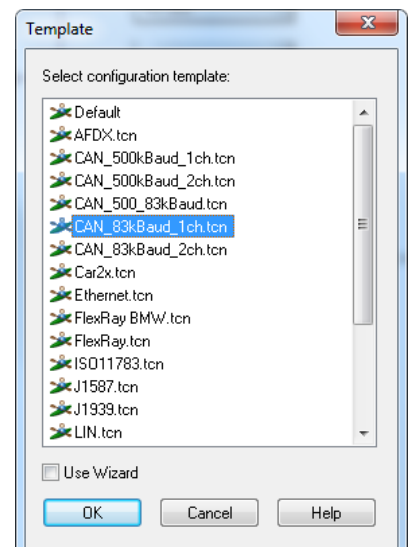 Template
Select configuration template:
Default
AFDX.tcn
CAN_500kBaud_1ch.tcn
CAN_500kBaud_2ch.tcn
CAN_500_83kBaud.tcn
CAN_83kBaud_1ch.tcn
CAN_83kBaud_2ch.tcn
Car2x.tcn
Ethernet.tcn
FlexRay BMW.tcn
FlexRay.tcn
ISO11783.tcn
J1587.tcn
J1939.tcn
LIN.tcn
Use Wizard
OK Cancel Help